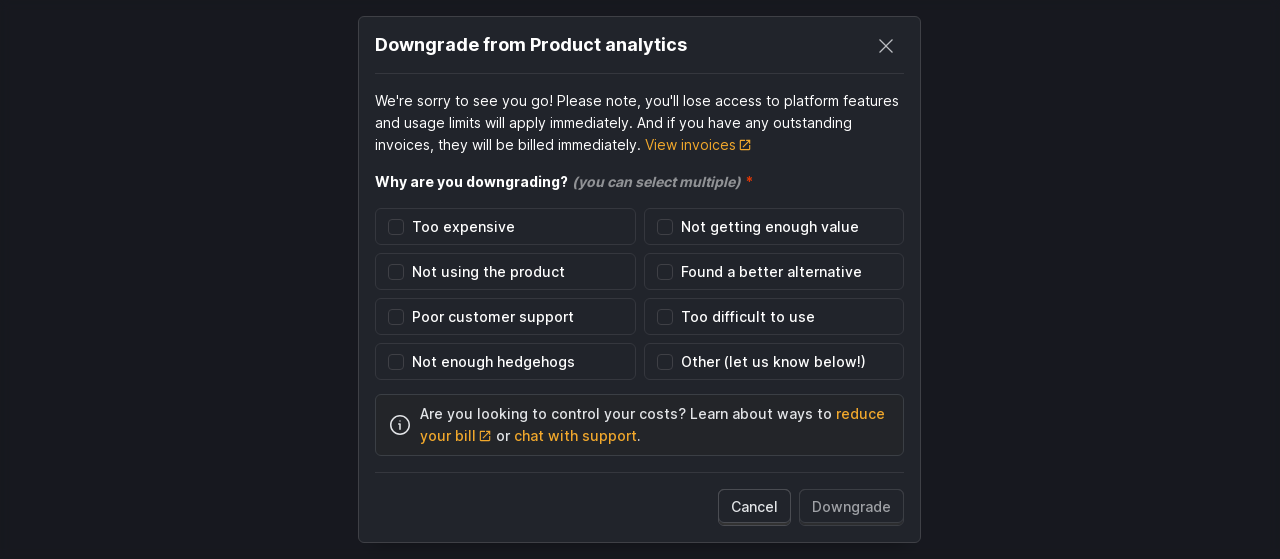 Downgrade from Product analytics
We're sorry to see you go! Please note, you'll lose access to platform features
and usage limits will apply immediately. And if you have any outstanding
invoices, they will be billed immediately. View invoices
Why are you downgrading? (you can select multiple) *
Too expensive
Not getting enough value
Not using the product
Found a better alternative
Poor customer support
Too difficult to use
Not enough hedgehogs
Other (let us know below!)
Are you looking to control your costs? Learn about ways to reduce
your bill or chat with support.
Cancel
Downgrade